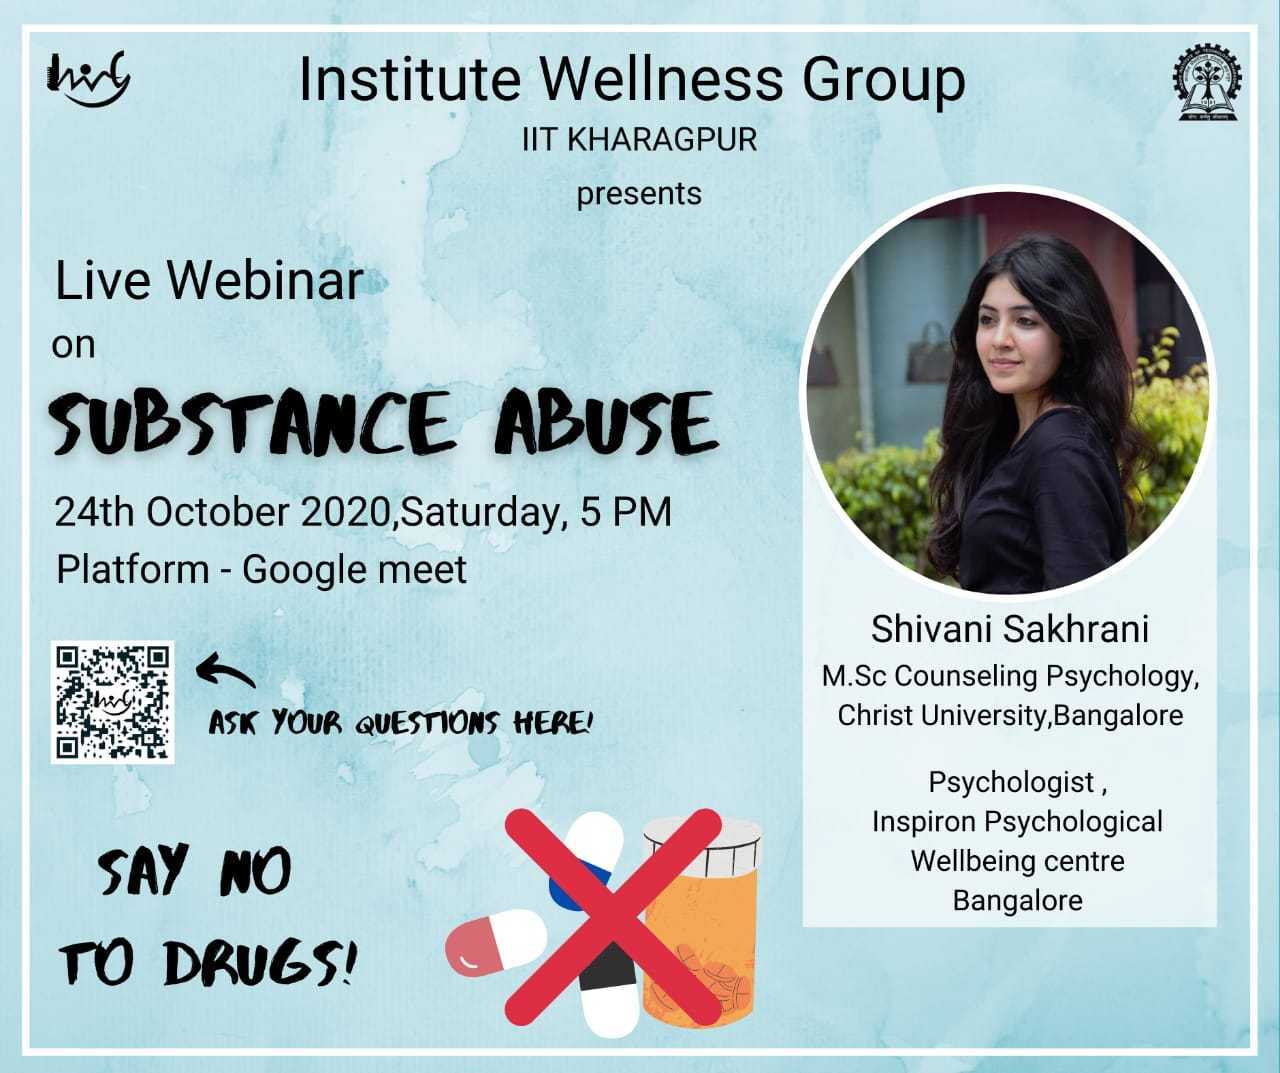 Institute Wellness Group
IIT KHARAGPUR
presents
Live Webinar
on
SUBSTANCE ABUSE
24th October 2020,Saturday, 5 PM
Platform - Google meet
ASK YOUR QUESTIONS HERE!
SAY NO
TO DRUGS!
Shivani Sakhrani
M.Sc Counseling Psychology,
Christ University,Bangalore
Psychologist ,
Inspiron Psychological
Wellbeing centre
Bangalore